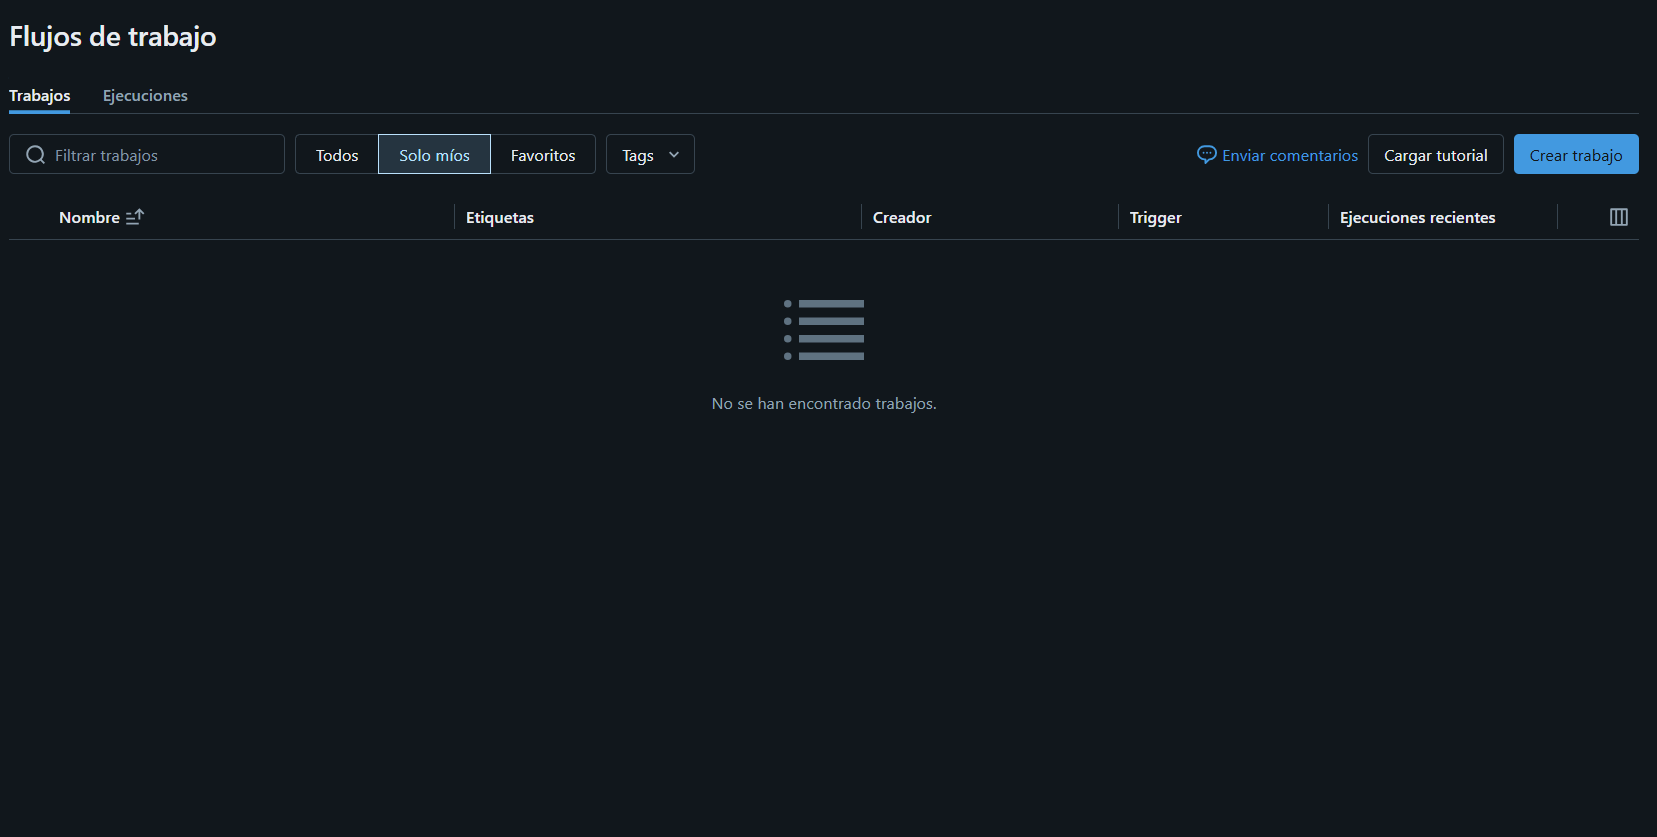 Flujos de trabajo
Trabajos Ejecuciones
Filtrar trabajos Todos Solo míos Favoritos Tags Enviar comentarios Cargar tutorial Crear trabajo
Nombre Etiquetas Creador Trigger Ejecuciones recientes
No se han encontrado trabajos.